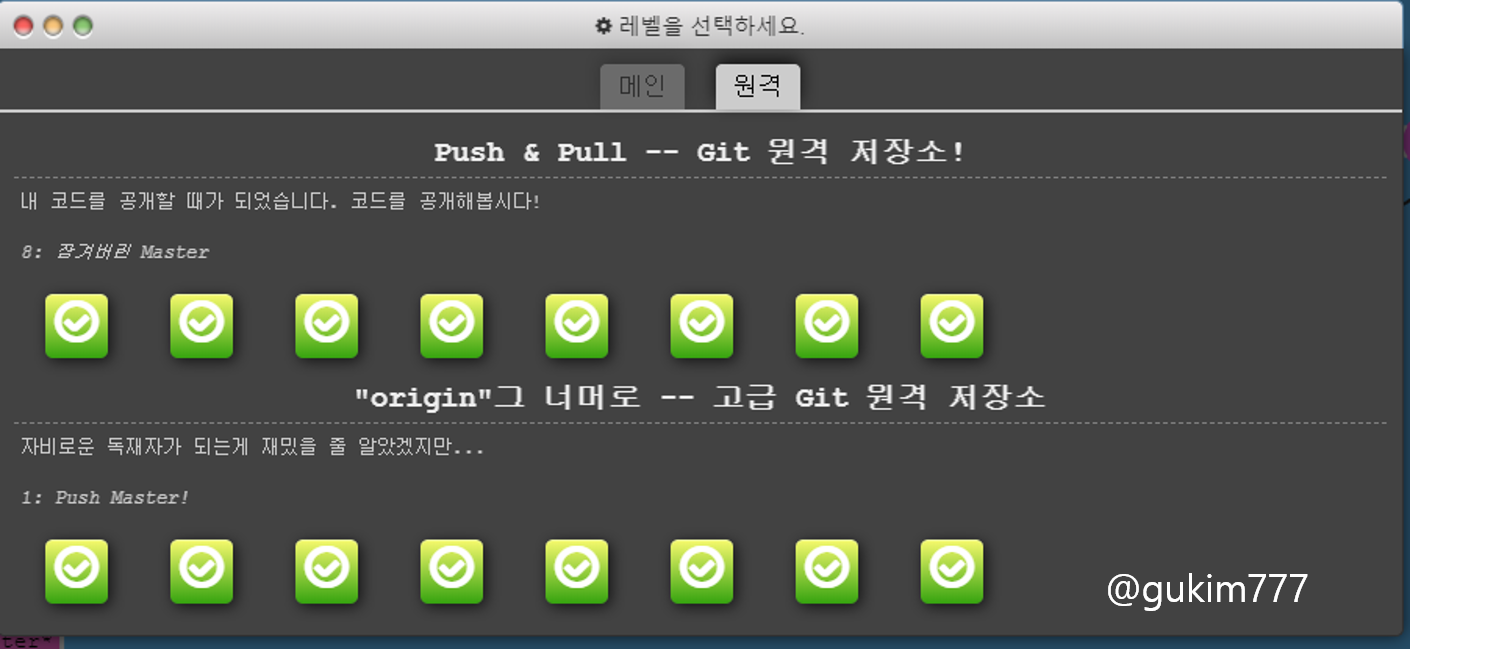 레벨을 선택하세요.
메인 원격
Push & Pull -- Git 원격 저장소!
내 코드를 공개할 때가 되었습니다. 코드를 공개해봅시다!
8: 잠겨버린 Master
"origin"그 너머로 -- 고급 Git 원격 저장소
자비로운 독재자가 되는게 재밌을 줄 알았겠지만...
1: Push Master!
@gukim777
ter*